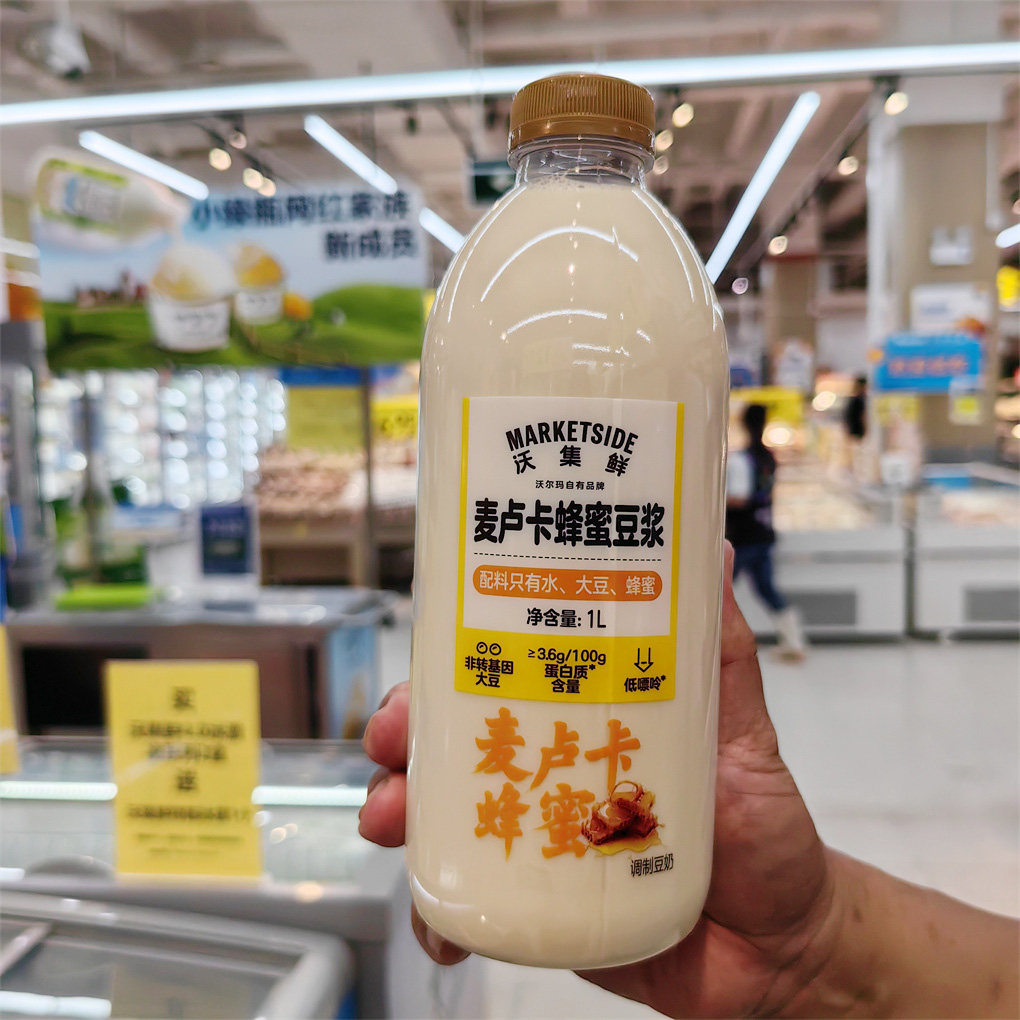 新成员
MARKETSIDE
沃集鲜
沃尔玛自有品牌
麦卢卡蜂蜜豆浆
配料只有水、大豆、蜂蜜
净含量: 1L
非转基因
大豆
≥3.6g/100g
蛋白质*
含量
低嘌呤*
麦卢卡
蜂蜜
调制豆奶
买
送